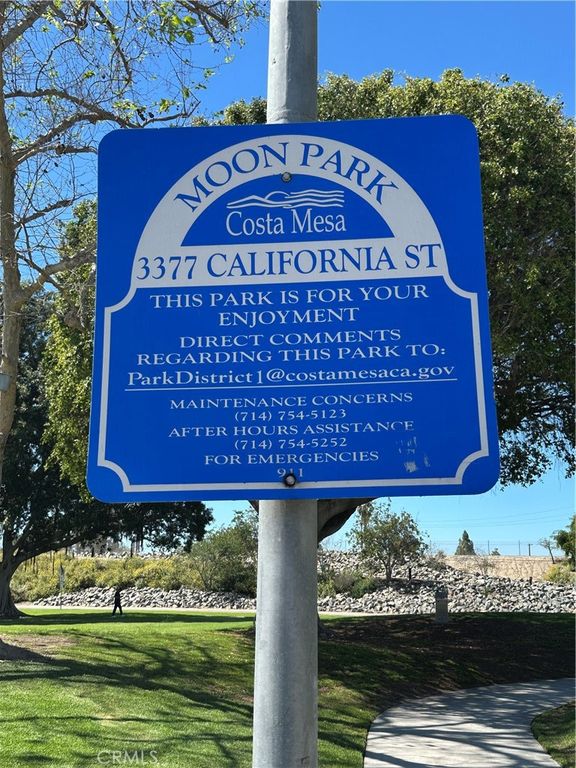 MOON PARK
Costa Mesa
3377 CALIFORNIA ST
THIS PARK IS FOR YOUR
ENJOYMENT
DIRECT COMMENTS
REGARDING THIS PARK TO:
ParkDistrict1@costamesaca.gov
MAINTENANCE CONCERNS
(714) 754-5123
AFTER HOURS ASSISTANCE
(714) 754-5252
FOR EMERGENCIES
911
CRMLS